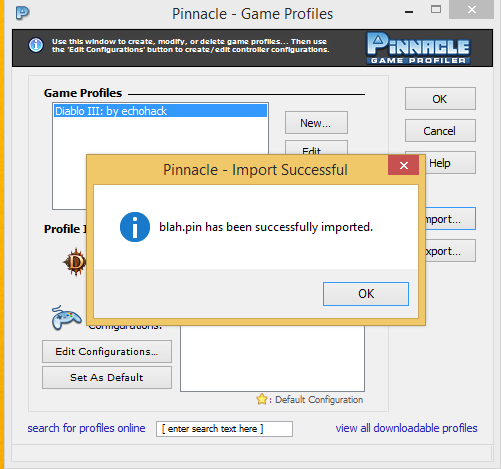 Pinnacle - Game Profiles
Use this window to create, modify, or delete game profiles... Then use
the 'Edit Configurations' button to create/edit controller configurations.
PINNACLE
GAME PROFILER
Game Profiles
Diablo III: by echohack
OK
New...
Cancel
Edit
Help
Pinnacle - Import Successful
blah.pin has been successfully imported.
mport...
Profile I
xport...
OK
Configurations:
Edit Configurations...
Set As Default
: Default Configuration
search for profiles online
[ enter search text here ]
view all downloadable profiles